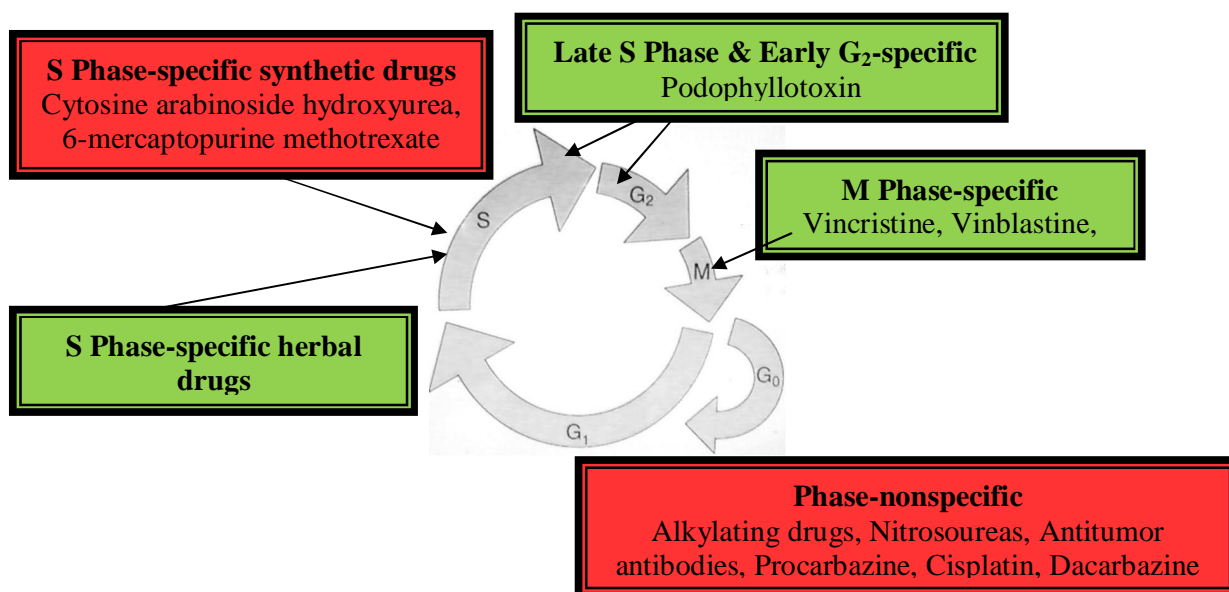 S Phase-specific synthetic drugs
Cytosine arabinoside hydroxyurea,
6-mercaptopurine methotrexate
Late S Phase & Early G₂-specific
Podophyllotoxin
M Phase-specific
Vincristine, Vinblastine,
S Phase-specific herbal
drugs
S
G₂
M
G₀
G₁
Phase-nonspecific
Alkylating drugs, Nitrosoureas, Antitumor
antibodies, Procarbazine, Cisplatin, Dacarbazine